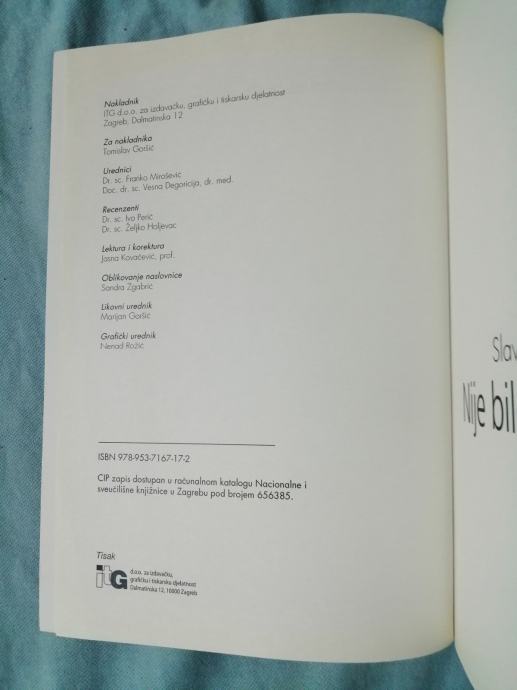 Nakladnik
ITG d.o.o. za izdavačku, grafičku i tiskarsku djelatnost
Zagreb, Dalmatinska 12
Za nakladnika
Tomislav Goršić
Urednici
Dr. sc. Franko Mirošević
Doc. dr. sc. Vesna Degoricija, dr. med.
Recenzenti
Dr. sc. Ivo Perić
Dr. sc. Željko Holjevac
Lektura i korektura
Jasna Kovačević, prof.
Oblikovanje naslovnice
Sandra Zgabrić
Likovni urednik
Marijan Goršić
Grafički urednik
Nenad Rožić
ISBN 978-953-7167-17-2
CIP zapis dostupan u računalnom katalogu Nacionalne i
sveučilišne knjižnice u Zagrebu pod brojem 656385.
Tisak
itG
d.o.o. za izdavačku,
grafičku i tiskarsku djelatnost
Dalmatinska 12, 10000 Zagreb
Slav
Nije bil